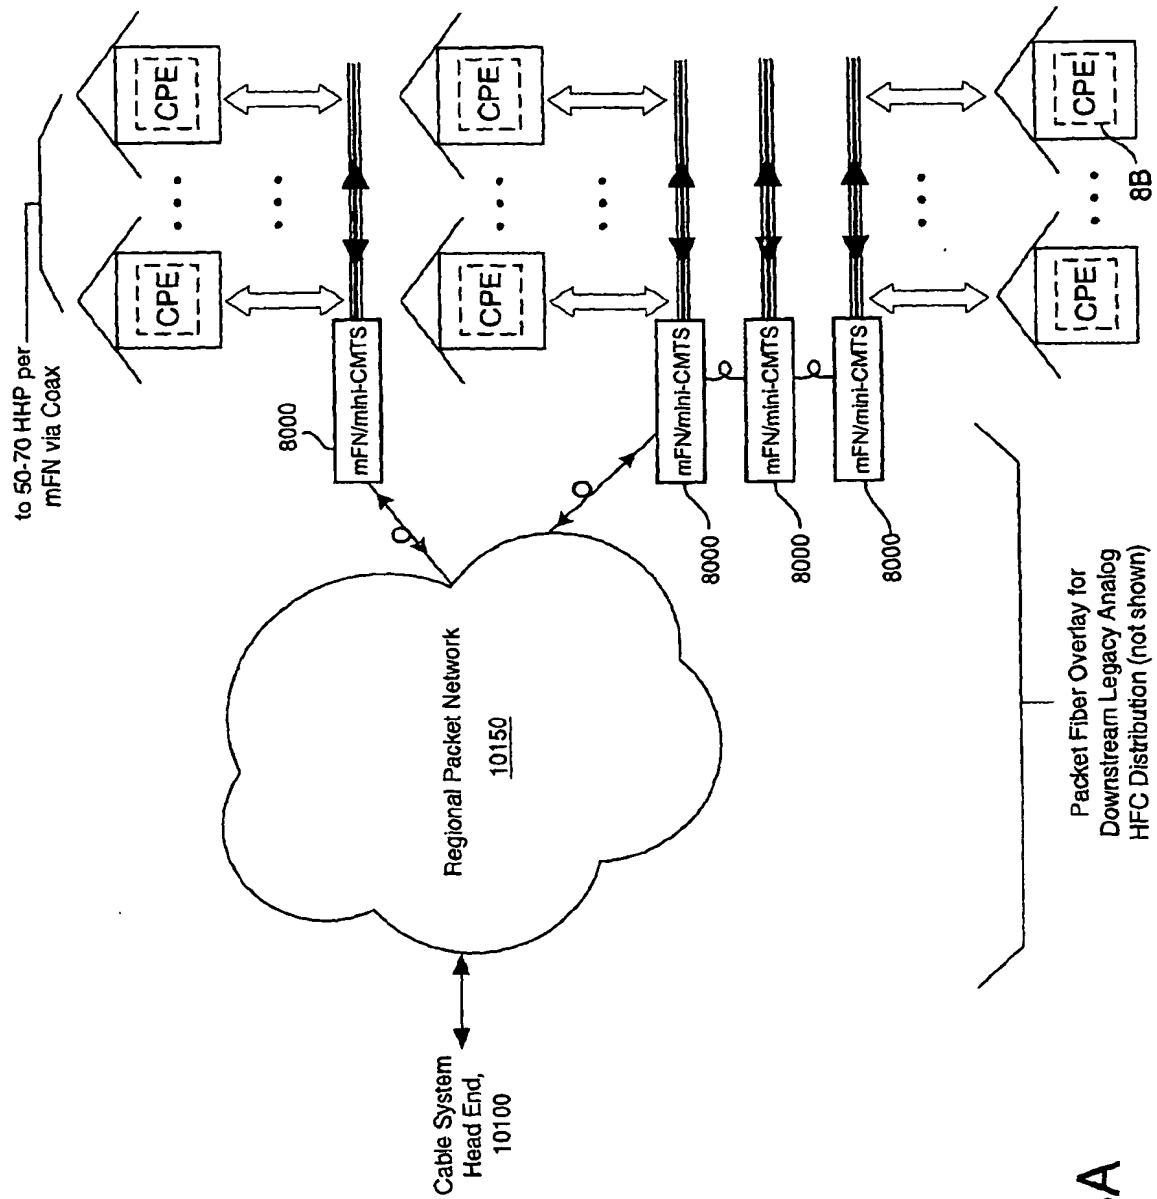 to 50-70 HHP per
mFN via Coax
CPE
CPE
8000
mFN/mini-CMTS
CPE
CPE
mFN/mini-CMTS
mFN/mini-CMTS
mFN/mini-CMTS
8000
8000
8000
CPE
CPE
8B
Regional Packet Network
10150
Cable System
Head End,
10100
Packet Fiber Overlay for
Downstream Legacy Analog
HFC Distribution (not shown)
A